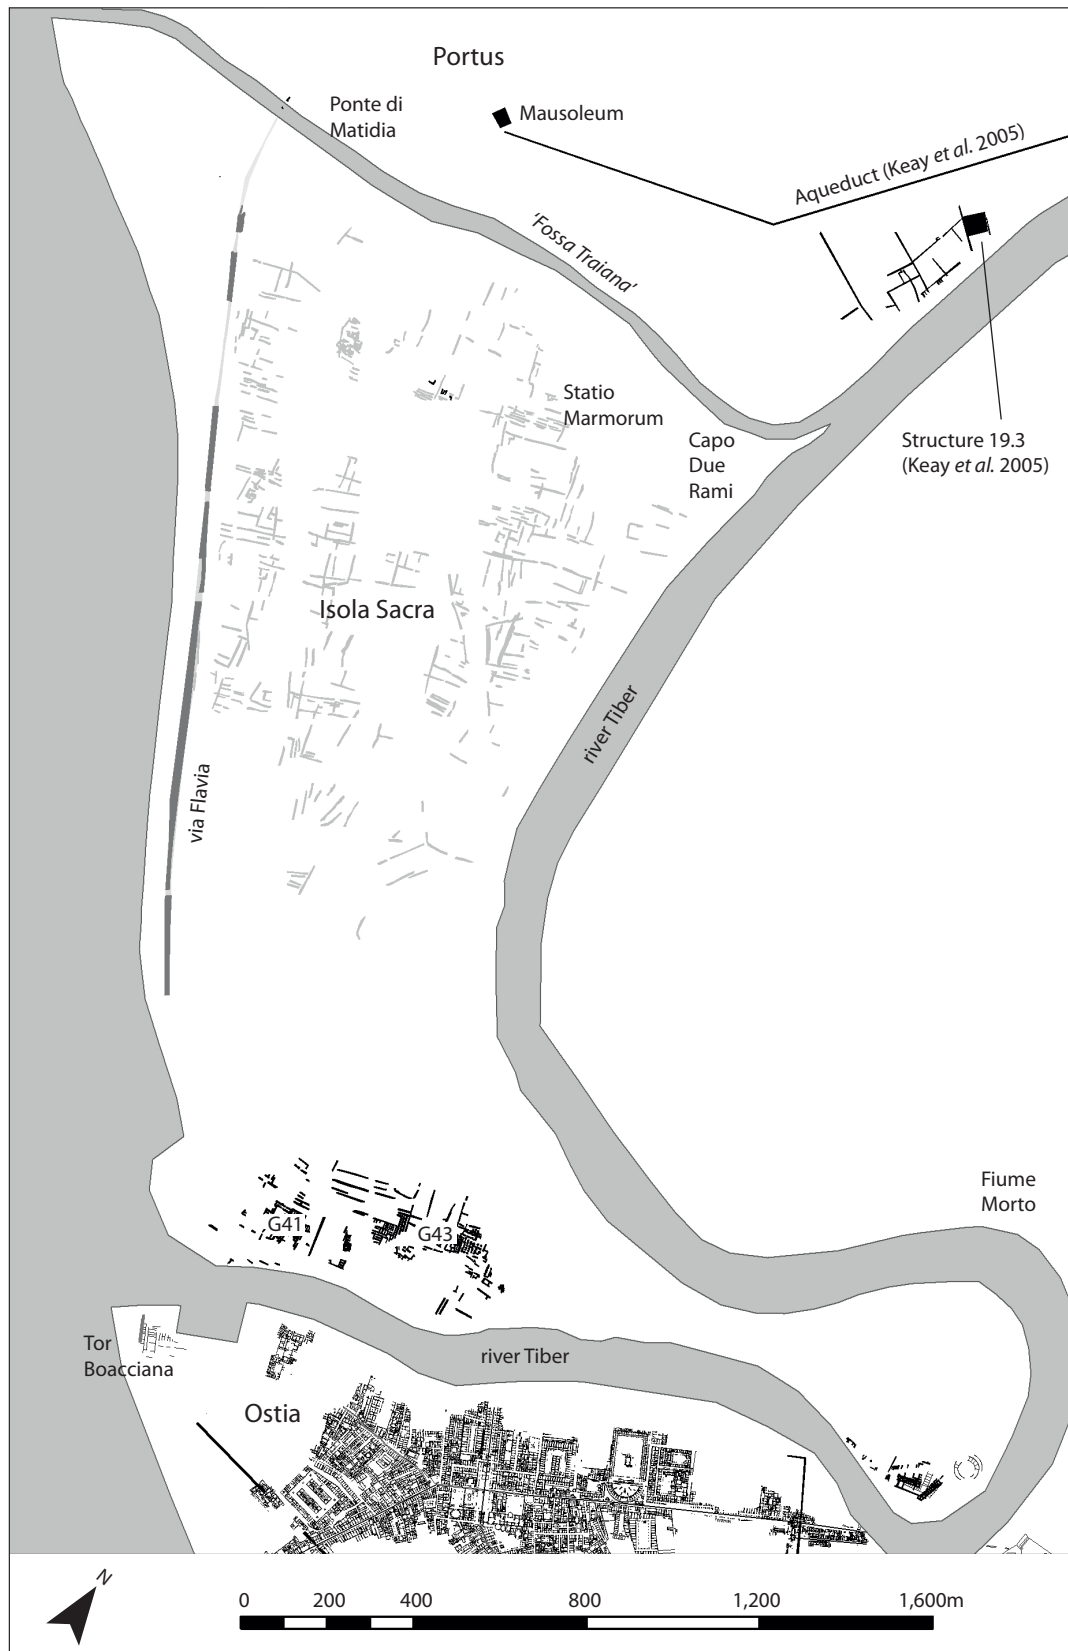 Portus
Ponte di
Matidia
Mausoleum
Aqueduct (Keay et al. 2005)
'Fossa Traiana'
Statio
Marmorum
Capo
Due
Rami
Structure 19.3
(Keay et al. 2005)
Isola Sacra
river Tiber
via Flavia
Fiume
Morto
G41
G43
Tor
Boacciana
river Tiber
Ostia
N
0 200 400 800 1,200 1,600m